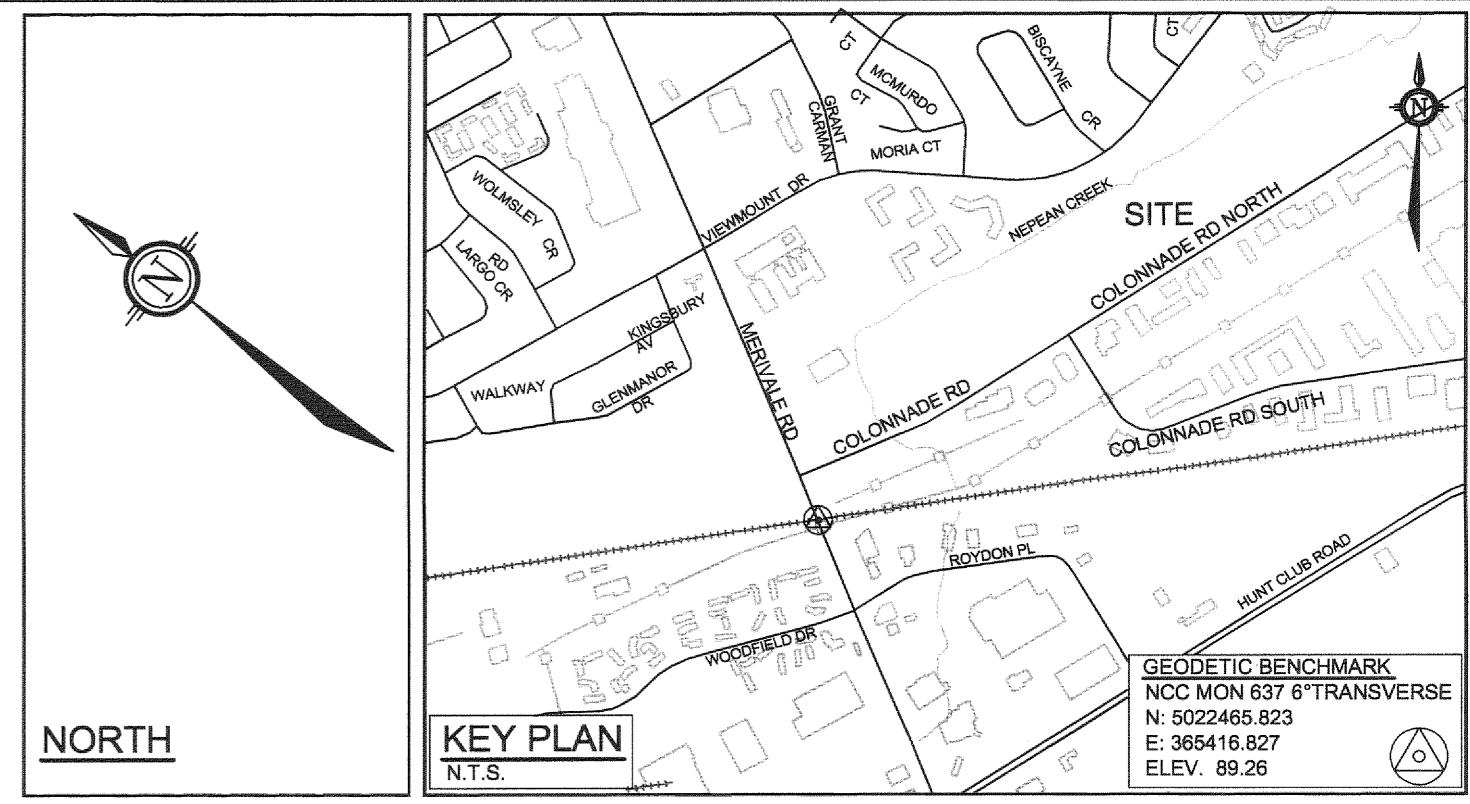 N
NORTH
CT
MCMURDO
CT
GRANT
CARMAN
MORIA CT
BISCAYNE
CR
CT
N
WOLMSLEY
CR
LARGO CR
RD
VIEWMOUNT DR
NEPEAN CREEK
SITE
COLONNADE RD NORTH
KINGSBURY
AV
MERIVALE RD
WALKWAY
GLENMANOR
DR
COLONNADE RD
COLONNADE RD SOUTH
ROYDON PL
HUNT CLUB ROAD
WOODFIELD DR
KEY PLAN
N.T.S.
GEODETIC BENCHMARK
NCC MON 637 6°TRANSVERSE
N: 5022465.823
E: 365416.827
ELEV. 89.26